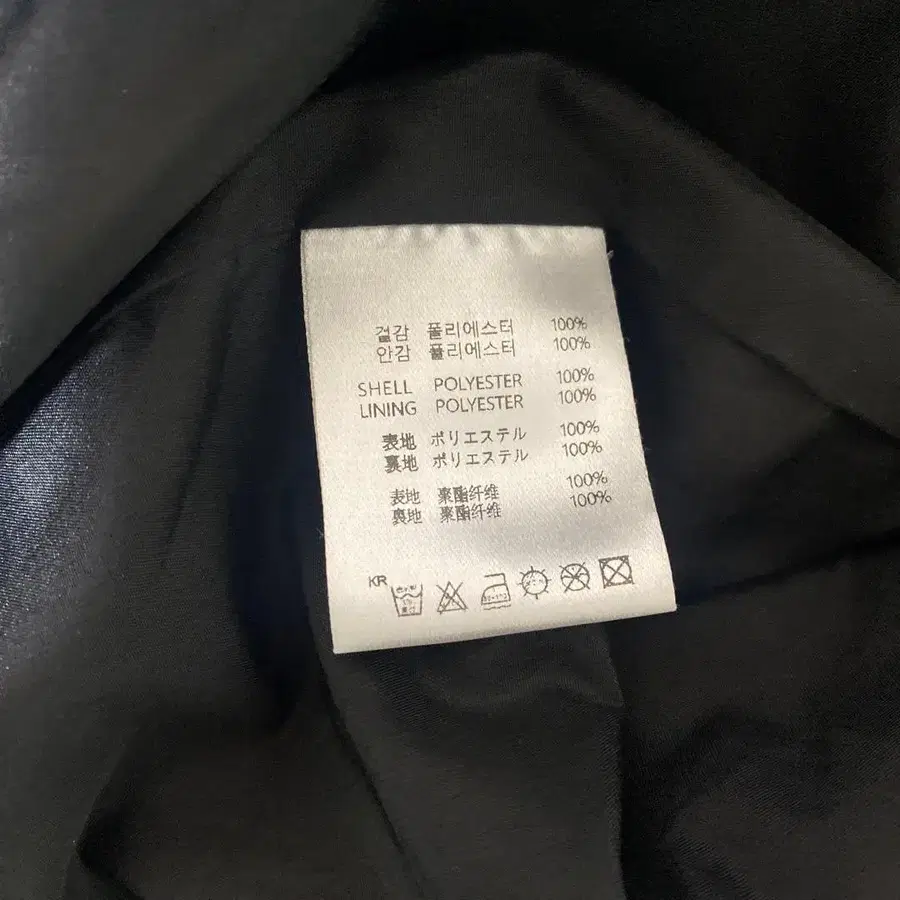 겉감 폴리에스터 100%
안감 폴리에스터 100%
SHELL POLYESTER 100%
LINING POLYESTER 100%
表地 ポリエステル 100%
裏地 ポリエステル 100%
表地 聚酯纤维 100%
裏地 聚酯纤维 100%
KR